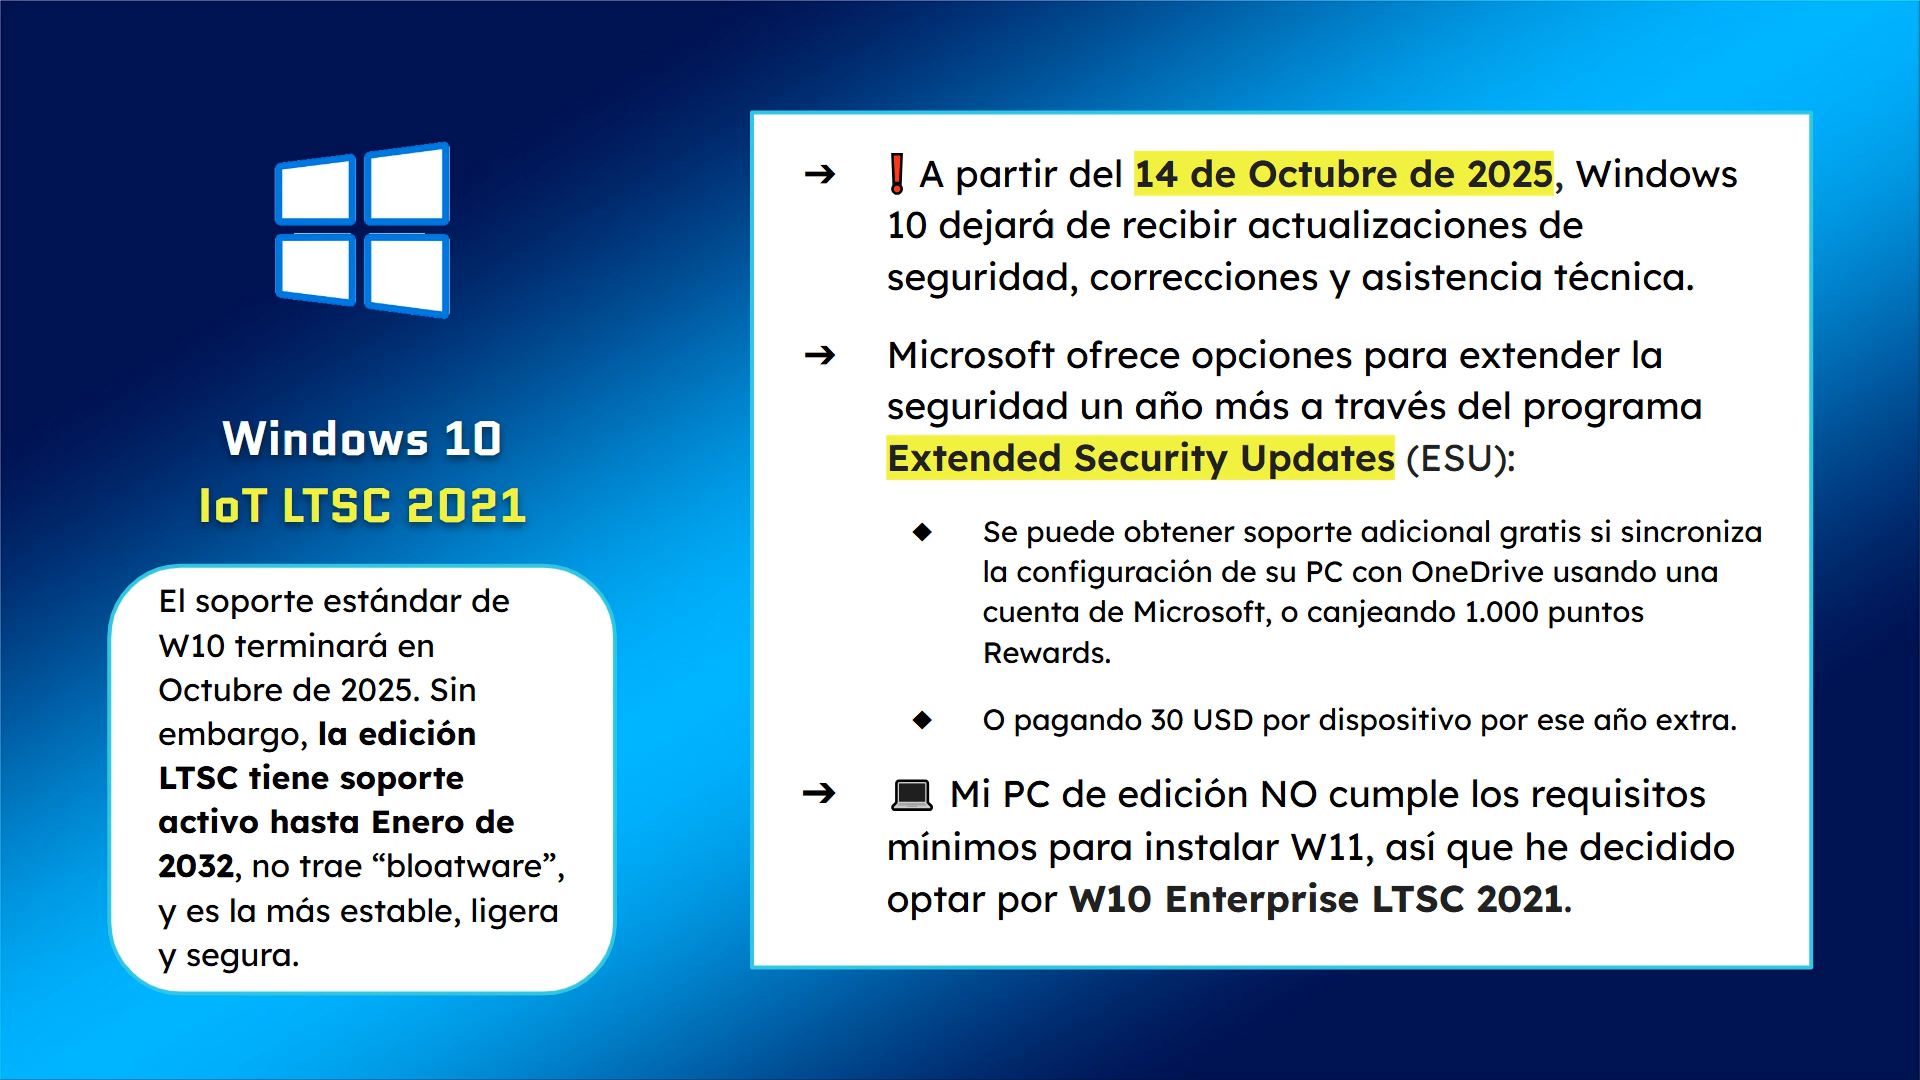 Windows 10
IoT LTSC 2021
El soporte estándar de
W10 terminará en
Octubre de 2025. Sin
embargo, la edición
LTSC tiene soporte
activo hasta Enero de
2032, no trae “bloatware”,
y es la más estable, ligera
y segura.
➔ ❗A partir del 14 de Octubre de 2025, Windows
10 dejará de recibir actualizaciones de
seguridad, correcciones y asistencia técnica.
➔ Microsoft ofrece opciones para extender la
seguridad un año más a través del programa
Extended Security Updates (ESU):
◆ Se puede obtener soporte adicional gratis si sincroniza
la configuración de su PC con OneDrive usando una
cuenta de Microsoft, o canjeando 1.000 puntos
Rewards.
◆ O pagando 30 USD por dispositivo por ese año extra.
➔ 💻 Mi PC de edición NO cumple los requisitos
mínimos para instalar W11, así que he decidido
optar por W10 Enterprise LTSC 2021.